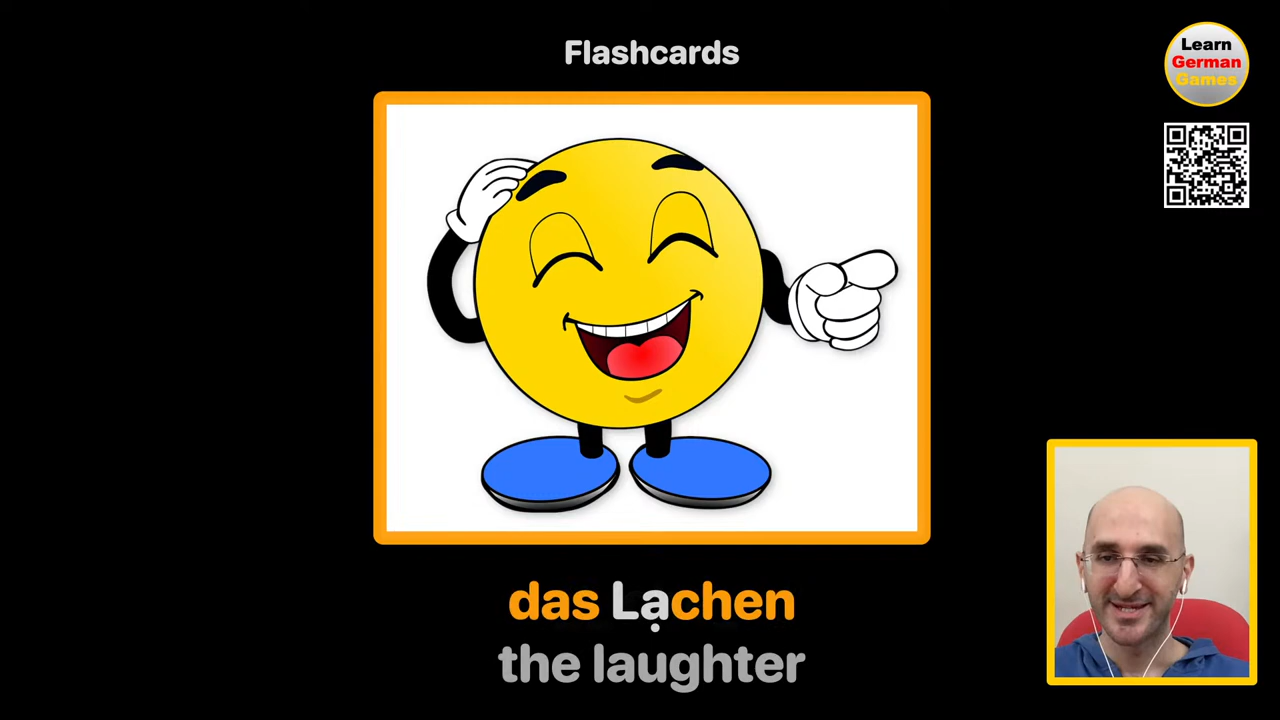 Flashcards
Learn
German
Games
das Lạchen
the laughter